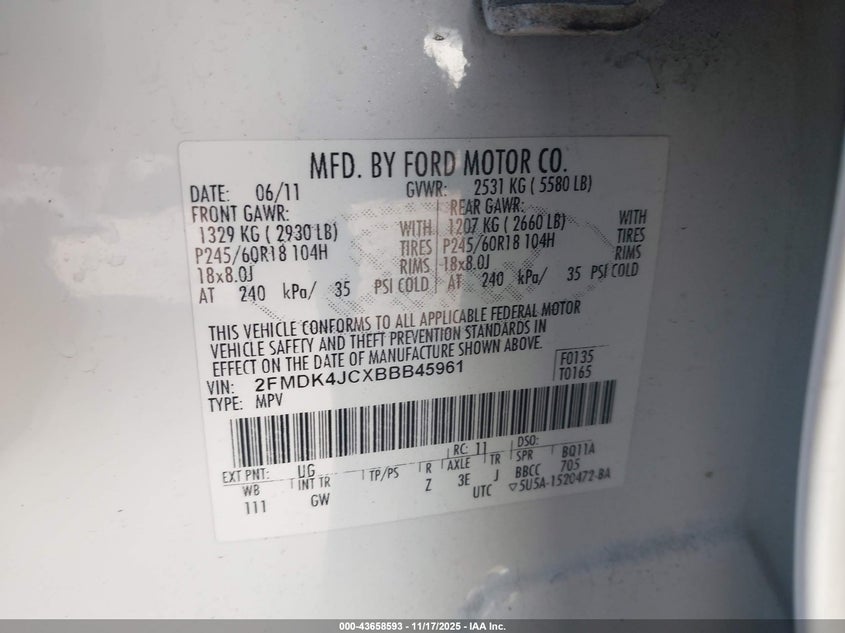 MFD. BY FORD MOTOR CO.
DATE: 06/11 GVWR: 2531 KG ( 5580 LB)
FRONT GAWR: REAR GAWR:
1329 KG ( 2930 LB) WITH 1207 KG ( 2660 LB) WITH
P245/60R18 104H TIRES P245/60R18 104H TIRES
18x8.0J RIMS 18x8.0J RIMS
AT 240 kPa/ 35 PSI COLD AT 240 kPa/ 35 PSI COLD
THIS VEHICLE CONFORMS TO ALL APPLICABLE FEDERAL MOTOR
VEHICLE SAFETY AND THEFT PREVENTION STANDARDS IN
EFFECT ON THE DATE OF MANUFACTURE SHOWN ABOVE.
F0135
VIN: 2FMDK4JCXBBB45961 T0165
TYPE: MPV
EXT PNT: UG RC: 11 DSO: BQ11A
WB INT TR TP/PS R AXLE TR SPR 705
111 GW Z 3E J BBCC
UTC ▽5U5A-1520472-BA
000-43658593 — 11/17/2025 — IAA Inc.